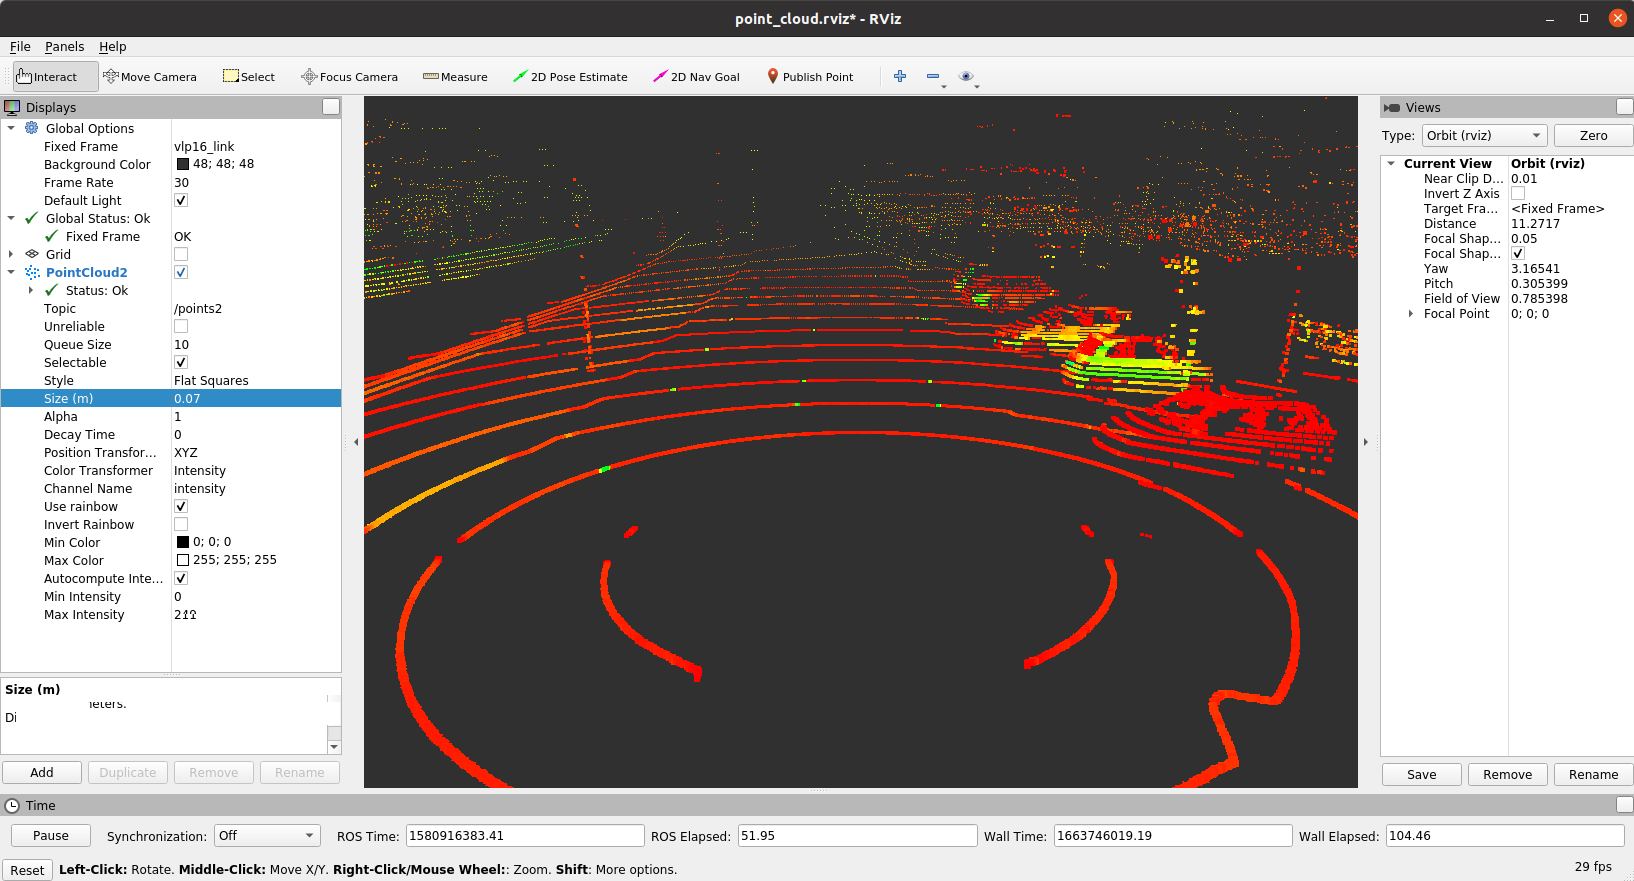 point_cloud.rviz* - RViz
File Panels Help
Interact Move Camera Select Focus Camera Measure 2D Pose Estimate 2D Nav Goal Publish Point
Displays
Global Options
Fixed Frame vlp16_link
Background Color 48; 48; 48
Frame Rate 30
Default Light
Global Status: Ok
Fixed Frame OK
Grid
PointCloud2
Status: Ok
Topic /points2
Unreliable
Queue Size 10
Selectable
Style Flat Squares
Size (m) 0.07
Alpha 1
Decay Time 0
Position Transfor... XYZ
Color Transformer Intensity
Channel Name intensity
Use rainbow
Invert Rainbow
Min Color 0; 0; 0
Max Color 255; 255; 255
Autocompute Inte...
Min Intensity 0
Max Intensity
Size (m)
Di
Add Duplicate Remove Rename
Views
Type: Orbit (rviz) Zero
Current View Orbit (rviz)
Near Clip D... 0.01
Invert Z Axis
Target Fra... <Fixed Frame>
Distance 11.2717
Focal Shap... 0.05
Focal Shap...
Yaw 3.16541
Pitch 0.305399
Field of View 0.785398
Focal Point 0; 0; 0
Save Remove Rename
Time
Pause Synchronization: Off ROS Time: 1580916383.41 ROS Elapsed: 51.95 Wall Time: 1663746019.19 Wall Elapsed: 104.46
Reset Left-Click: Rotate. Middle-Click: Move X/Y. Right-Click/Mouse Wheel:: Zoom. Shift: More options. 29 fps